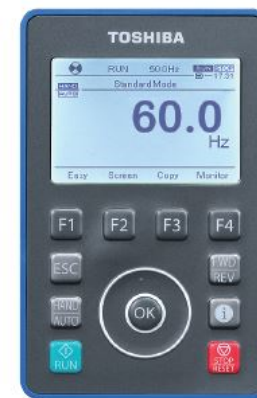 TOSHIBA
RUN 50.0Hz 17:31
Standard Mode
60.0
Hz
Easy Screen Copy Monitor
F1 F2 F3 F4
ESC FWD
REV
HAND
AUTO OK i
RUN STOP
RESET